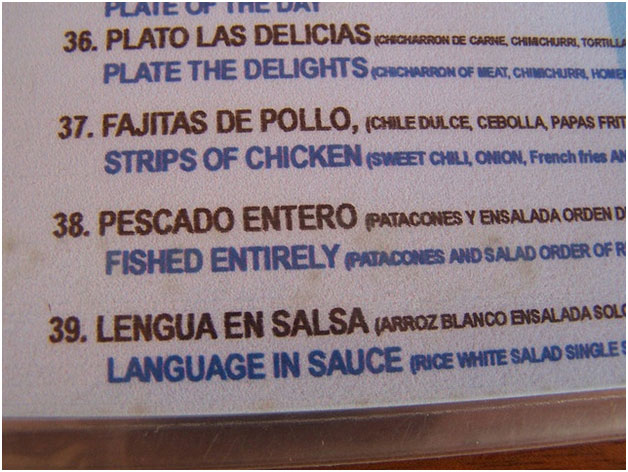 PLATE OF THE DAY
36. PLATO LAS DELICIAS (CHICHARRON DE CARNE, CHIMICHURRI, TORTILLA
PLATE THE DELIGHTS (CHICHARRON OF MEAT, CHIMICHURRI, HOME
37. FAJITAS DE POLLO, (CHILE DULCE, CEBOLLA, PAPAS FRIT
STRIPS OF CHICKEN (SWEET CHILI, ONION, French fries AN
38. PESCADO ENTERO (PATACONES Y ENSALADA ORDEN D
FISHED ENTIRELY (PATACONES AND SALAD ORDER OF R
39. LENGUA EN SALSA (ARROZ BLANCO ENSALADA SOLO
LANGUAGE IN SAUCE (RICE WHITE SALAD SINGLE S